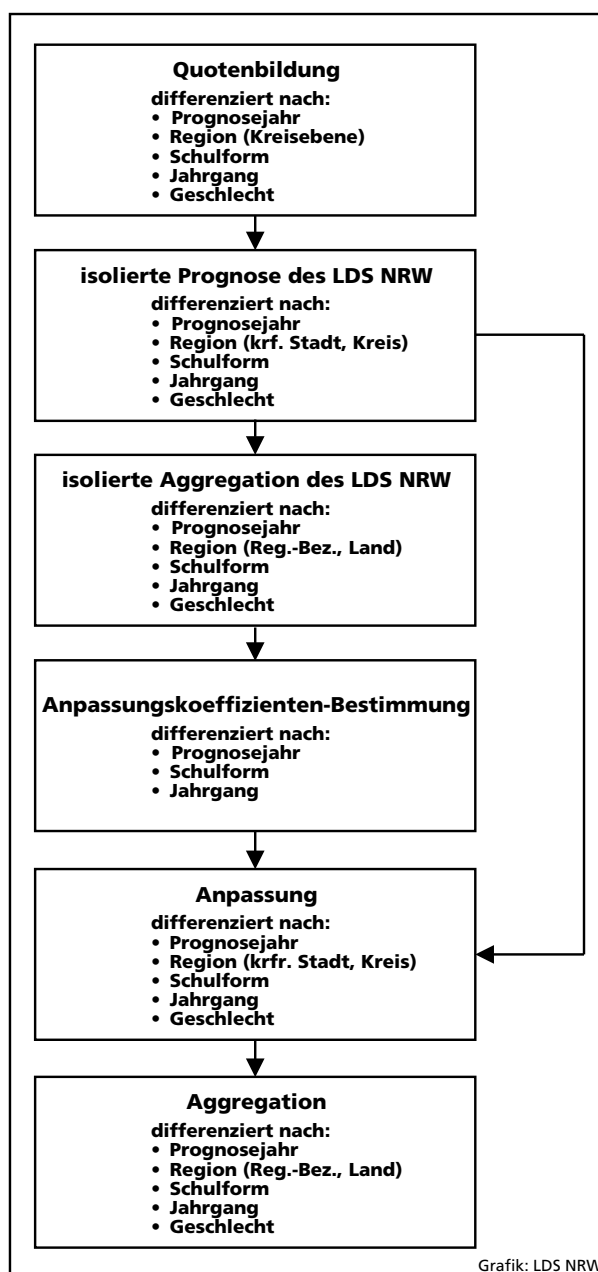 Quotenbildung
differenziert nach:
• Prognosejahr
• Region (Kreisebene)
• Schulform
• Jahrgang
• Geschlecht
isolierte Prognose des LDS NRW
differenziert nach:
• Prognosejahr
• Region (krf. Stadt, Kreis)
• Schulform
• Jahrgang
• Geschlecht
isolierte Aggregation des LDS NRW
differenziert nach:
• Prognosejahr
• Region (Reg.-Bez., Land)
• Schulform
• Jahrgang
• Geschlecht
Anpassungskoeffizienten-Bestimmung
differenziert nach:
• Prognosejahr
• Schulform
• Jahrgang
Anpassung
differenziert nach:
• Prognosejahr
• Region (krfr. Stadt, Kreis)
• Schulform
• Jahrgang
• Geschlecht
Aggregation
differenziert nach:
• Prognosejahr
• Region (Reg.-Bez., Land)
• Schulform
• Jahrgang
• Geschlecht
Grafik: LDS NRW